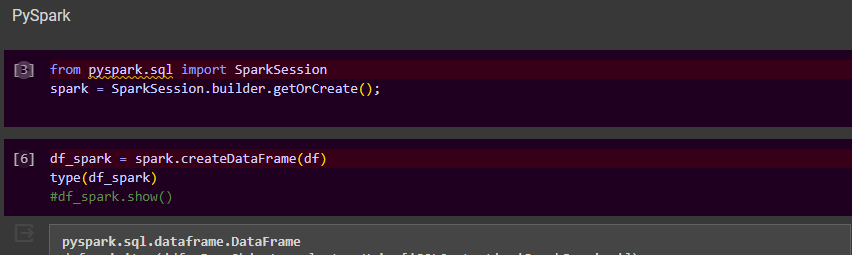 PySpark
[3]
from pyspark.sql import SparkSession
spark = SparkSession.builder.getOrCreate();
[6]
df_spark = spark.createDataFrame(df)
type(df_spark)
#df_spark.show()
pyspark.sql.dataframe.DataFrame